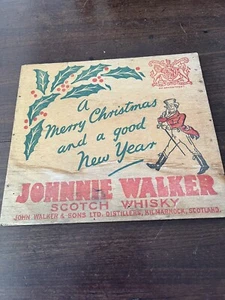 A
Merry Christmas
and a good
New Year
JOHNNIE WALKER
SCOTCH WHISKY
JOHN WALKER & SONS LTD. DISTILLERS, KILMARNOCK, SCOTLAND.